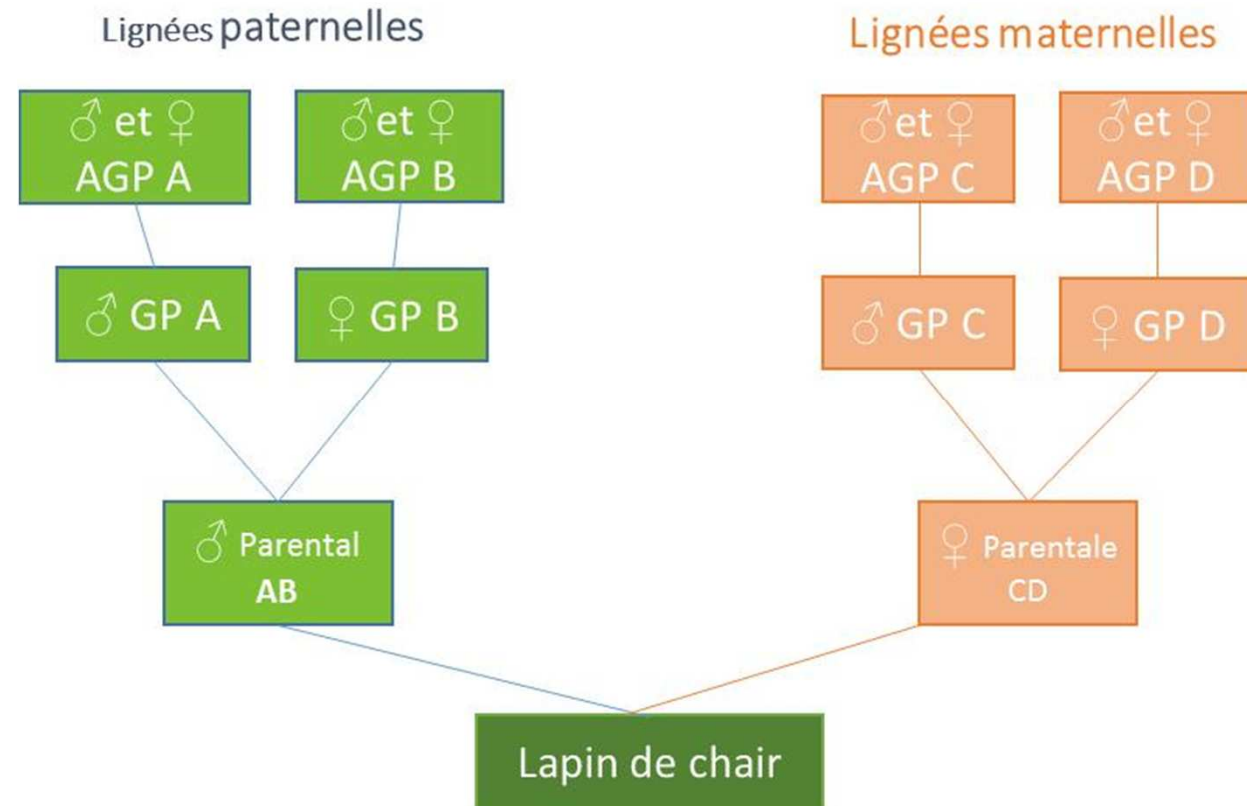 Lignées paternelles
Lignées maternelles
♂ et ♀
AGP A
♂et ♀
AGP B
♂et ♀
AGP C
♂et ♀
AGP D
♂ GP A
♀ GP B
♂ GP C
♀ GP D
♂ Parental
AB
♀ Parentale
CD
Lapin de chair